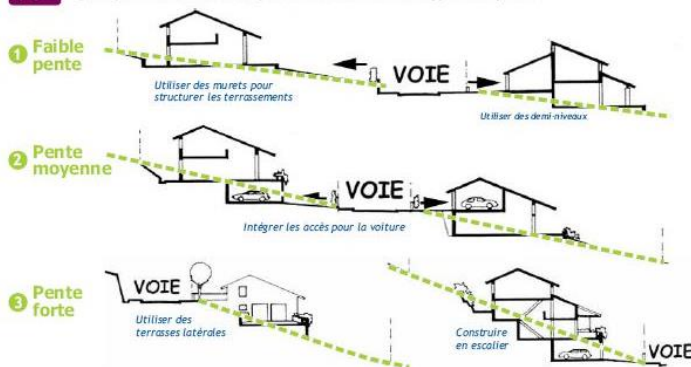 1 Faible
pente
VOIE
Utiliser des murets pour
structurer les terrassements
Utiliser des demi-niveaux
2 Pente
moyenne
VOIE
Intégrer les accès pour la voiture
3 Pente
forte
VOIE
Utiliser des
terrasses latérales
Construire
en escalier
VOIE